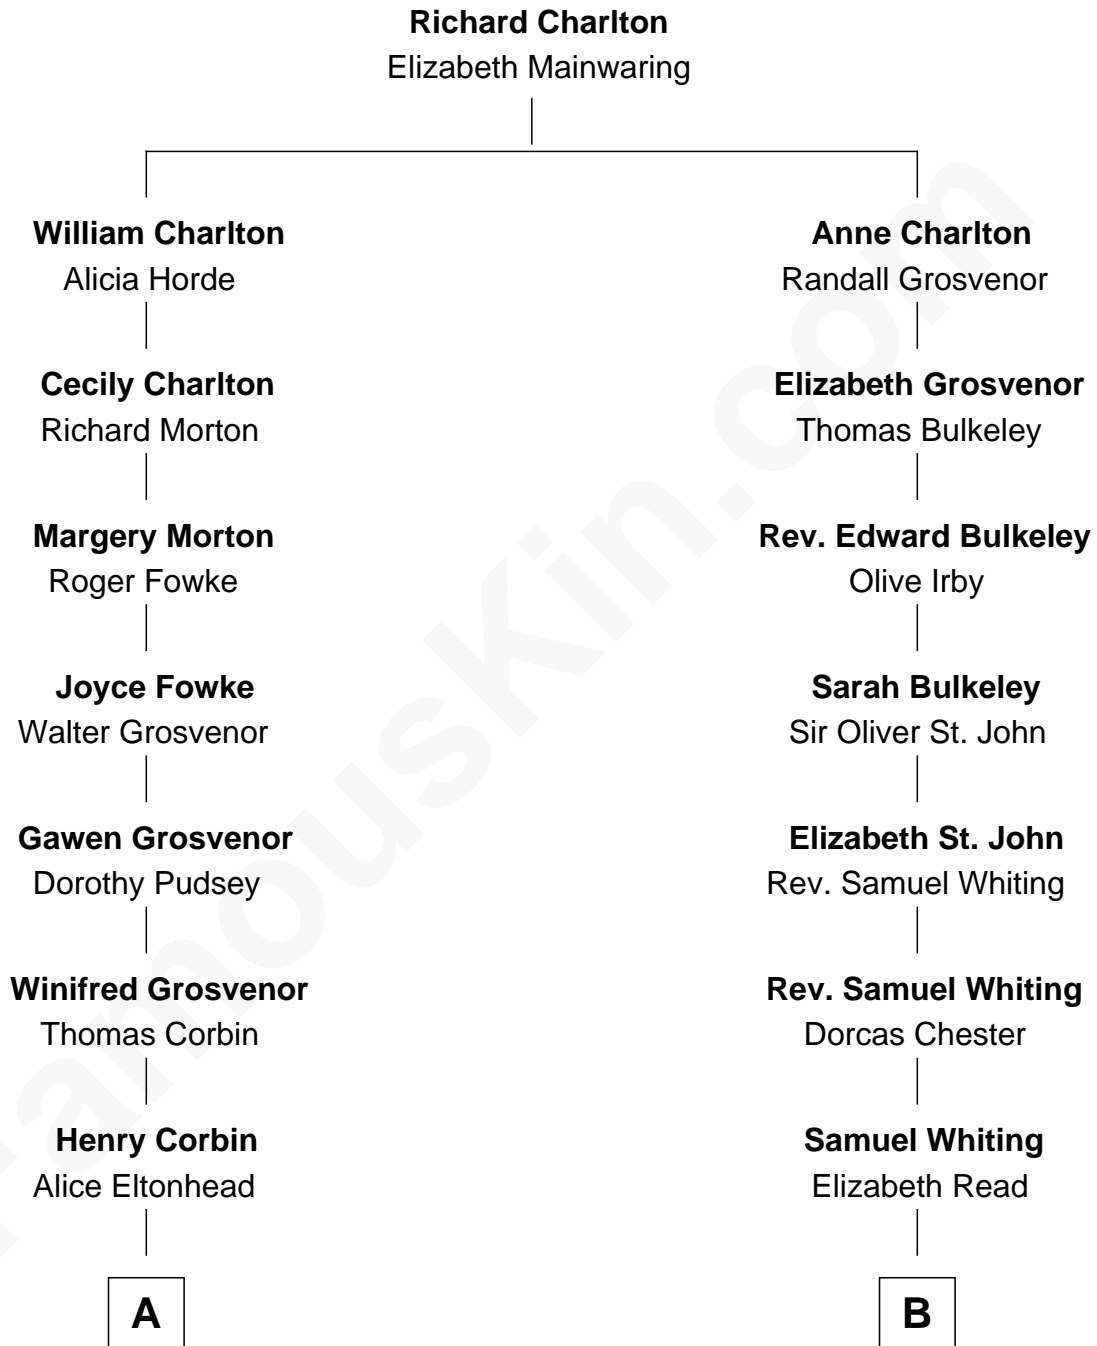 Richard Charlton
Elizabeth Mainwaring
William Charlton
Alicia Horde
Anne Charlton
Randall Grosvenor
Cecily Charlton
Richard Morton
Elizabeth Grosvenor
Thomas Bulkeley
Margery Morton
Roger Fowke
Rev. Edward Bulkeley
Olive Irby
Joyce Fowke
Walter Grosvenor
Sarah Bulkeley
Sir Oliver St. John
Gawen Grosvenor
Dorothy Pudsey
Elizabeth St. John
Rev. Samuel Whiting
Winifred Grosvenor
Thomas Corbin
Rev. Samuel Whiting
Dorcas Chester
Henry Corbin
Alice Eltonhead
Samuel Whiting
Elizabeth Read
A
B
FamousKin.com